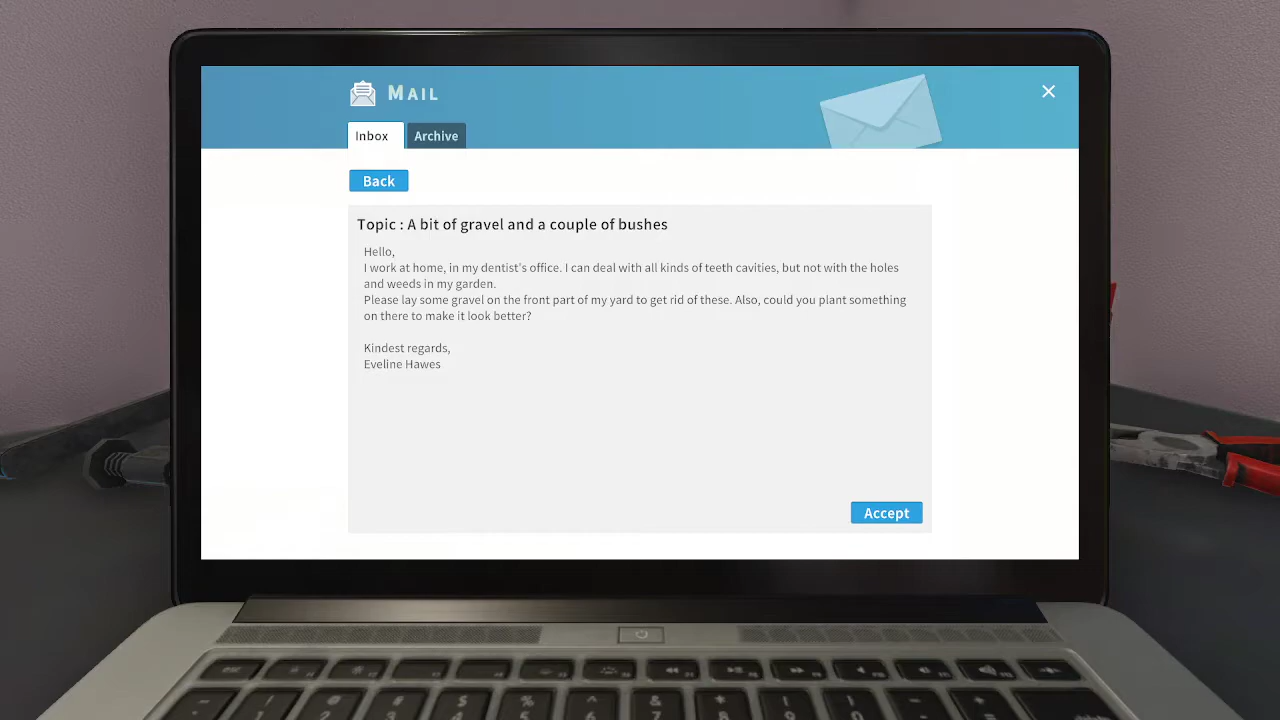 MAIL
Inbox
Archive
Back
Topic : A bit of gravel and a couple of bushes
Hello,
I work at home, in my dentist's office. I can deal with all kinds of teeth cavities, but not with the holes
and weeds in my garden.
Please lay some gravel on the front part of my yard to get rid of these. Also, could you plant something
on there to make it look better?
Kindest regards,
Eveline Hawes
Accept